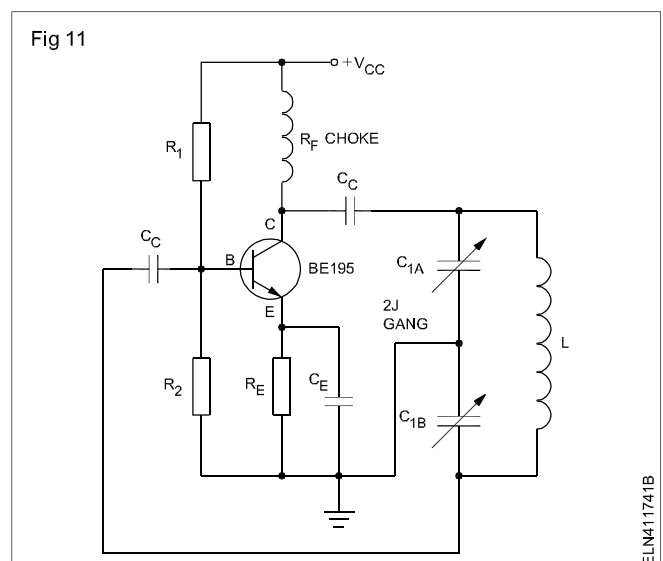 Fig 11
+VCC
R1
RF CHOKE
CC
C
CC
B
BE195
C1A
E
2J
GANG
L
R2
RE
CE
C1B
ELN411741B